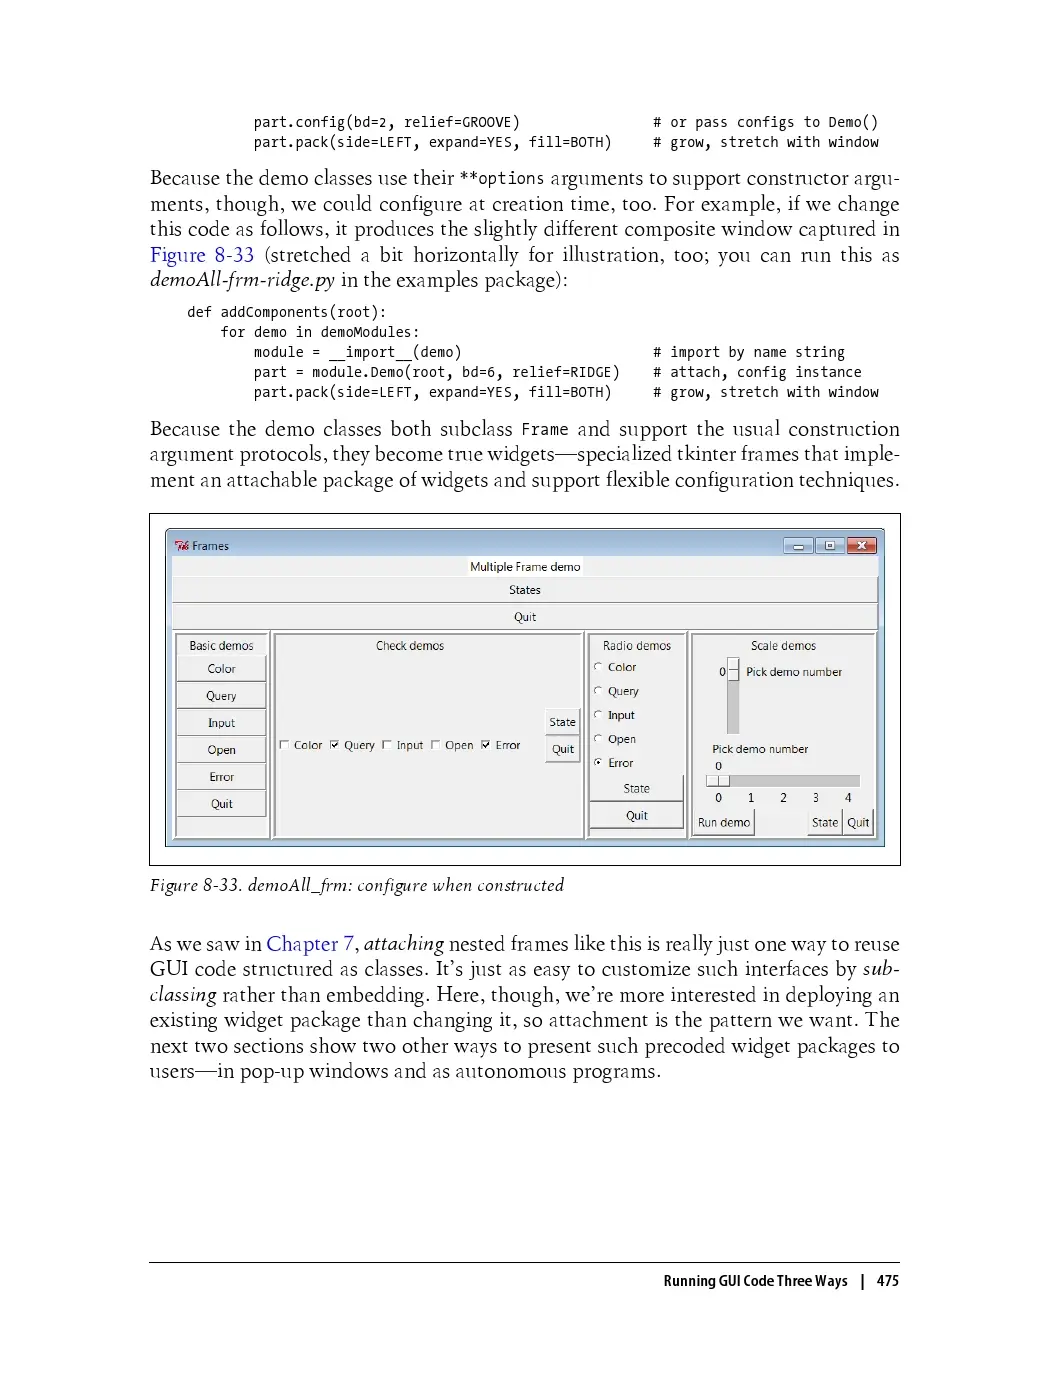 part.config(bd=2, relief=GROOVE) # or pass configs to Demo()
part.pack(side=LEFT, expand=YES, fill=BOTH) # grow, stretch with window
Because the demo classes use their **options arguments to support constructor argu-
ments, though, we could configure at creation time, too. For example, if we change
this code as follows, it produces the slightly different composite window captured in
Figure 8-33 (stretched a bit horizontally for illustration, too; you can run this as
demoAll-frm-ridge.py in the examples package):
def addComponents(root):
for demo in demoModules:
module = __import__(demo) # import by name string
part = module.Demo(root, bd=6, relief=RIDGE) # attach, config instance
part.pack(side=LEFT, expand=YES, fill=BOTH) # grow, stretch with window
Because the demo classes both subclass Frame and support the usual construction
argument protocols, they become true widgets—specialized tkinter frames that imple-
ment an attachable package of widgets and support flexible configuration techniques.
Frames
Multiple Frame demo
States
Quit
Basic demos
Color
Query
Input
Open
Error
Quit
Check demos
Color Query Input Open Error
State
Quit
Radio demos
Color
Query
Input
Open
Error
State
Quit
Scale demos
0 Pick demo number
Pick demo number
0
0 1 2 3 4
Run demo State Quit
Figure 8-33. demoAll_frm: configure when constructed
As we saw in Chapter 7, attaching nested frames like this is really just one way to reuse
GUI code structured as classes. It’s just as easy to customize such interfaces by sub-
classing rather than embedding. Here, though, we’re more interested in deploying an
existing widget package than changing it, so attachment is the pattern we want. The
next two sections show two other ways to present such precoded widget packages to
users—in pop-up windows and as autonomous programs.
Running GUI Code Three Ways | 475